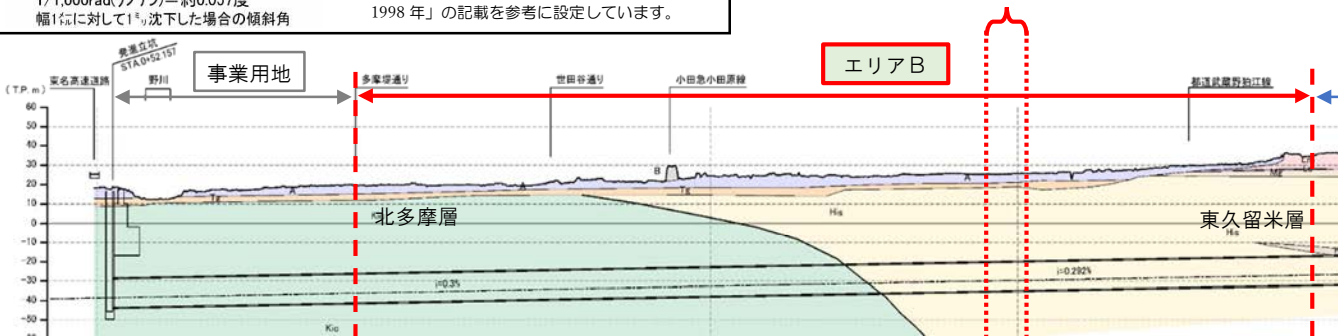 1/1,000rad(ラジアン)=約0.057度
幅1㍍に対して1㍉沈下した場合の傾斜角
1998 年」の記載を参考に設定しています。
発進立坑
STA.0+52.157
東名高速道路
野川
事業用地
多摩堤通り
世田谷通り
小田急小田原線
エリアB
都道武蔵野狛江線
(T.P. m)
60
50
40
30
20
10
0
-10
-20
-30
-40
-50
A
Tg
A
B
Tg
A
北多摩層
His
東久留米層
His
i=0.3%
i=0.292%